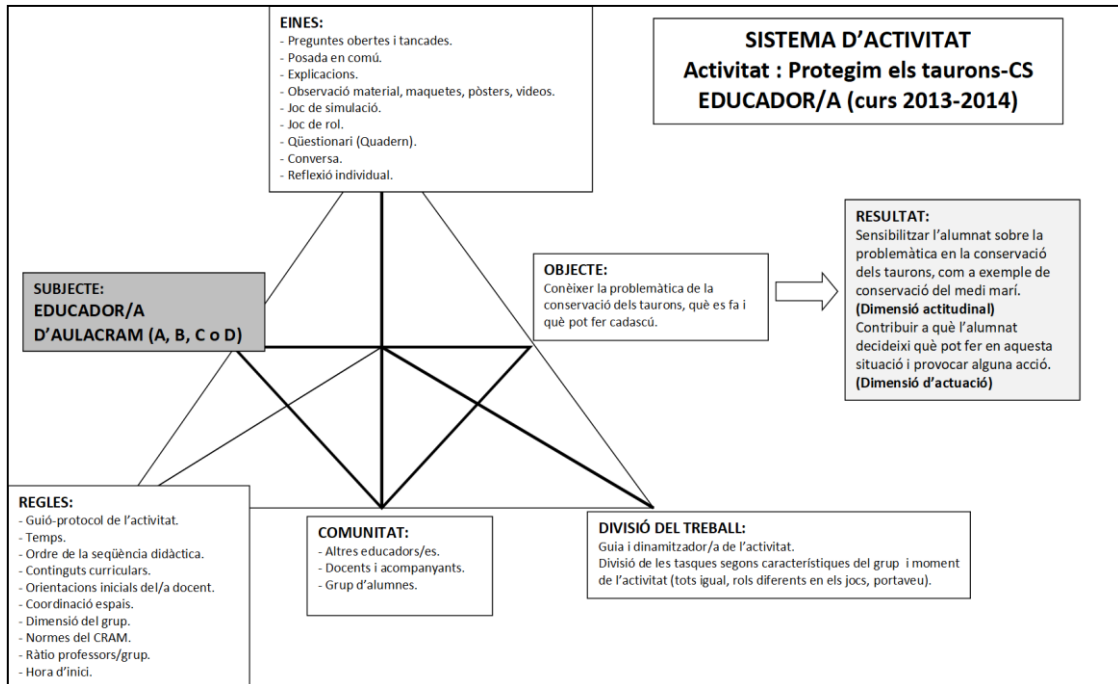 EINES:
- Preguntes obertes i tancades.
- Posada en comú.
- Explicacions.
- Observació material, maquetes, pòsters, videos.
- Joc de simulació.
- Joc de rol.
- Qüestionari (Quadern).
- Conversa.
- Reflexió individual.
SISTEMA D'ACTIVITAT
Activitat : Protegim els taurons-CS
EDUCADOR/A (curs 2013-2014)
SUBJECTE:
EDUCADOR/A
D'AULACRAM (A, B, C o D)
OBJECTE:
Conèixer la problemàtica de la
conservació dels taurons, què es fa i
què pot fer cadascú.
RESULTAT:
Sensibilitzar l'alumnat sobre la
problemàtica en la conservació
dels taurons, com a exemple de
conservació del medi marí.
(Dimensió actitudinal)
Contribuir a què l'alumnat
decideixi què pot fer en aquesta
situació i provocar alguna acció.
(Dimensió d'actuació)
REGLES:
- Guió-protocol de l'activitat.
- Temps.
- Ordre de la seqüència didàctica.
- Continguts curriculars.
- Orientacions inicials del/a docent.
- Coordinació espais.
- Dimensió del grup.
- Normes del CRAM.
- Ràtio professors/grup.
- Hora d'inici.
COMUNITAT:
- Altres educadors/es.
- Docents i acompanyants.
- Grup d'alumnes.
DIVISIÓ DEL TREBALL:
Guia i dinamitzador/a de l'activitat.
Divisió de les tasques segons característiques del grup i moment
de l'activitat (tots igual, rols diferents en els jocs, portaveu).